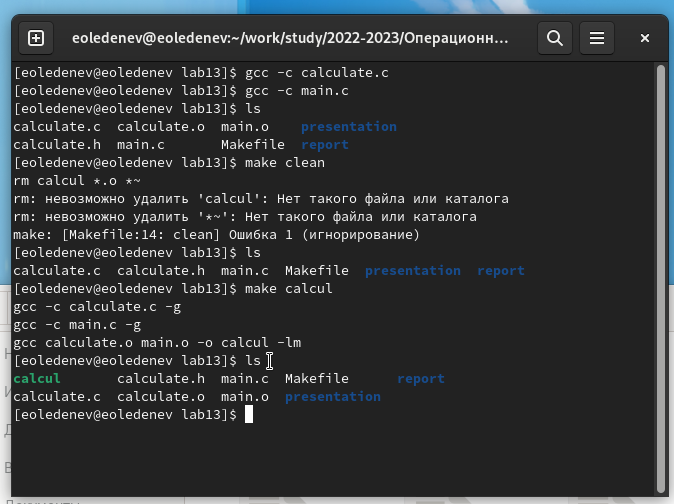 eoledenev@eoledenev:~/work/study/2022-2023/Операционн...
[eoledenev@eoledenev lab13]$ gcc -c calculate.c
[eoledenev@eoledenev lab13]$ gcc -c main.c
[eoledenev@eoledenev lab13]$ ls
calculate.c  calculate.o  main.o    presentation
calculate.h  main.c       Makefile  report
[eoledenev@eoledenev lab13]$ make clean
rm calcul *.o *~
rm: невозможно удалить 'calcul': Нет такого файла или каталога
rm: невозможно удалить '*~': Нет такого файла или каталога
make: [Makefile:14: clean] Ошибка 1 (игнорирование)
[eoledenev@eoledenev lab13]$ ls
calculate.c  calculate.h  main.c  Makefile  presentation  report
[eoledenev@eoledenev lab13]$ make calcul
gcc -c calculate.c -g
gcc -c main.c -g
gcc calculate.o main.o -o calcul -lm
[eoledenev@eoledenev lab13]$ ls
calcul       calculate.h  main.c  Makefile      report
calculate.c  calculate.o  main.o  presentation
[eoledenev@eoledenev lab13]$